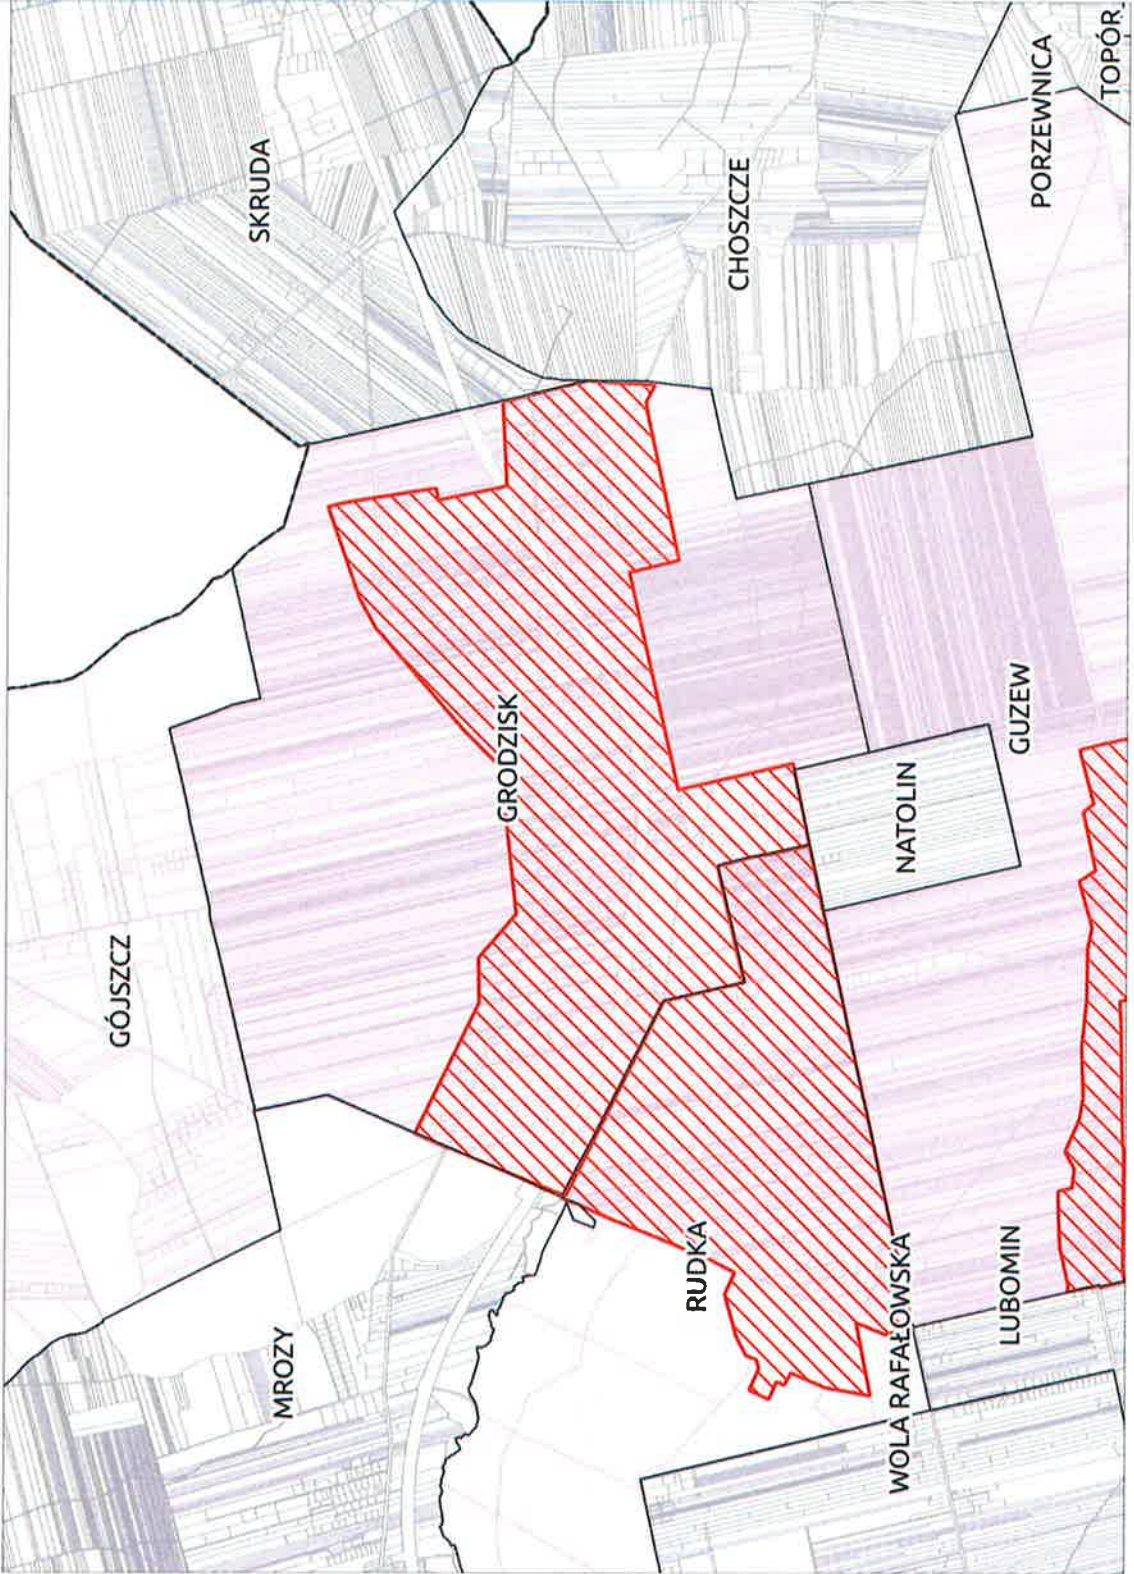 GÓJSZCZ
MROZY
SKRUDA
GRODZISK
RUDKA
CHOSZCZE
WOLA RAFAŁOWSKA
NATOLIN
LUBOMIN
GUZEW
PORZEWNICA
TOPÓR